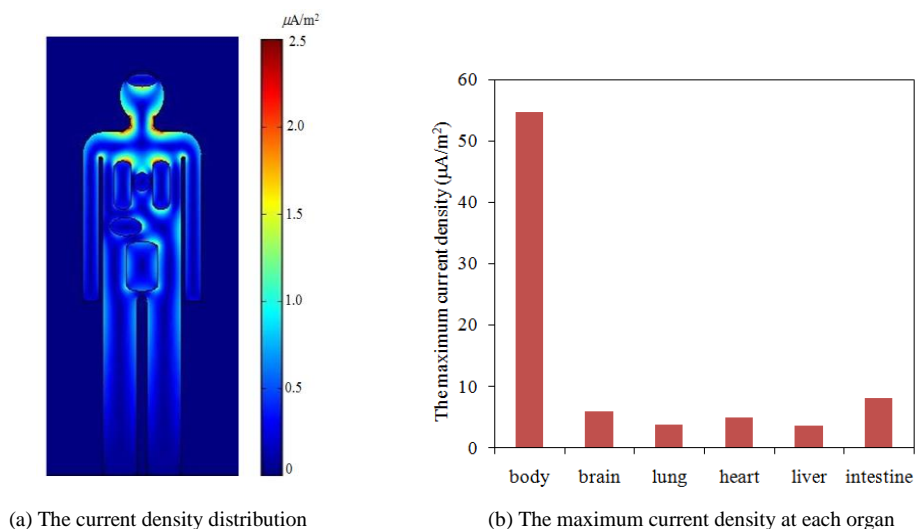 μA/m²
2.5
2.0
1.5
1.0
0.5
0
(a) The current density distribution
The maximum current density (μA/m²)
60
50
40
30
20
10
0
body brain lung heart liver intestine
(b) The maximum current density at each organ